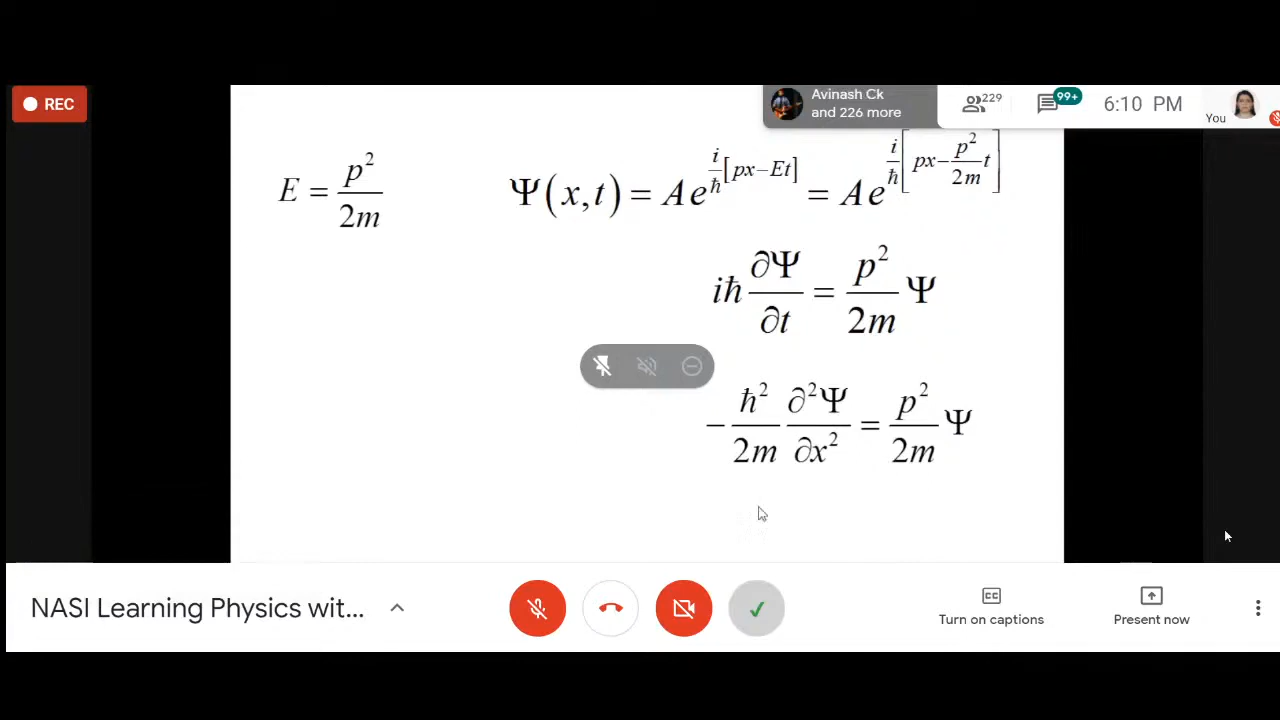 REC
Avinash Ck
and 226 more
229
99+
6:10 PM
You
E = p²/2m
Ψ(x,t) = Ae^{i/ħ[px−Et]} = Ae^{i/ħ[px−p²/2m t]}
iħ ∂Ψ/∂t = p²/2m Ψ
−ħ²/2m ∂²Ψ/∂x² = p²/2m Ψ
NASI Learning Physics wit...
CC
Turn on captions
Present now